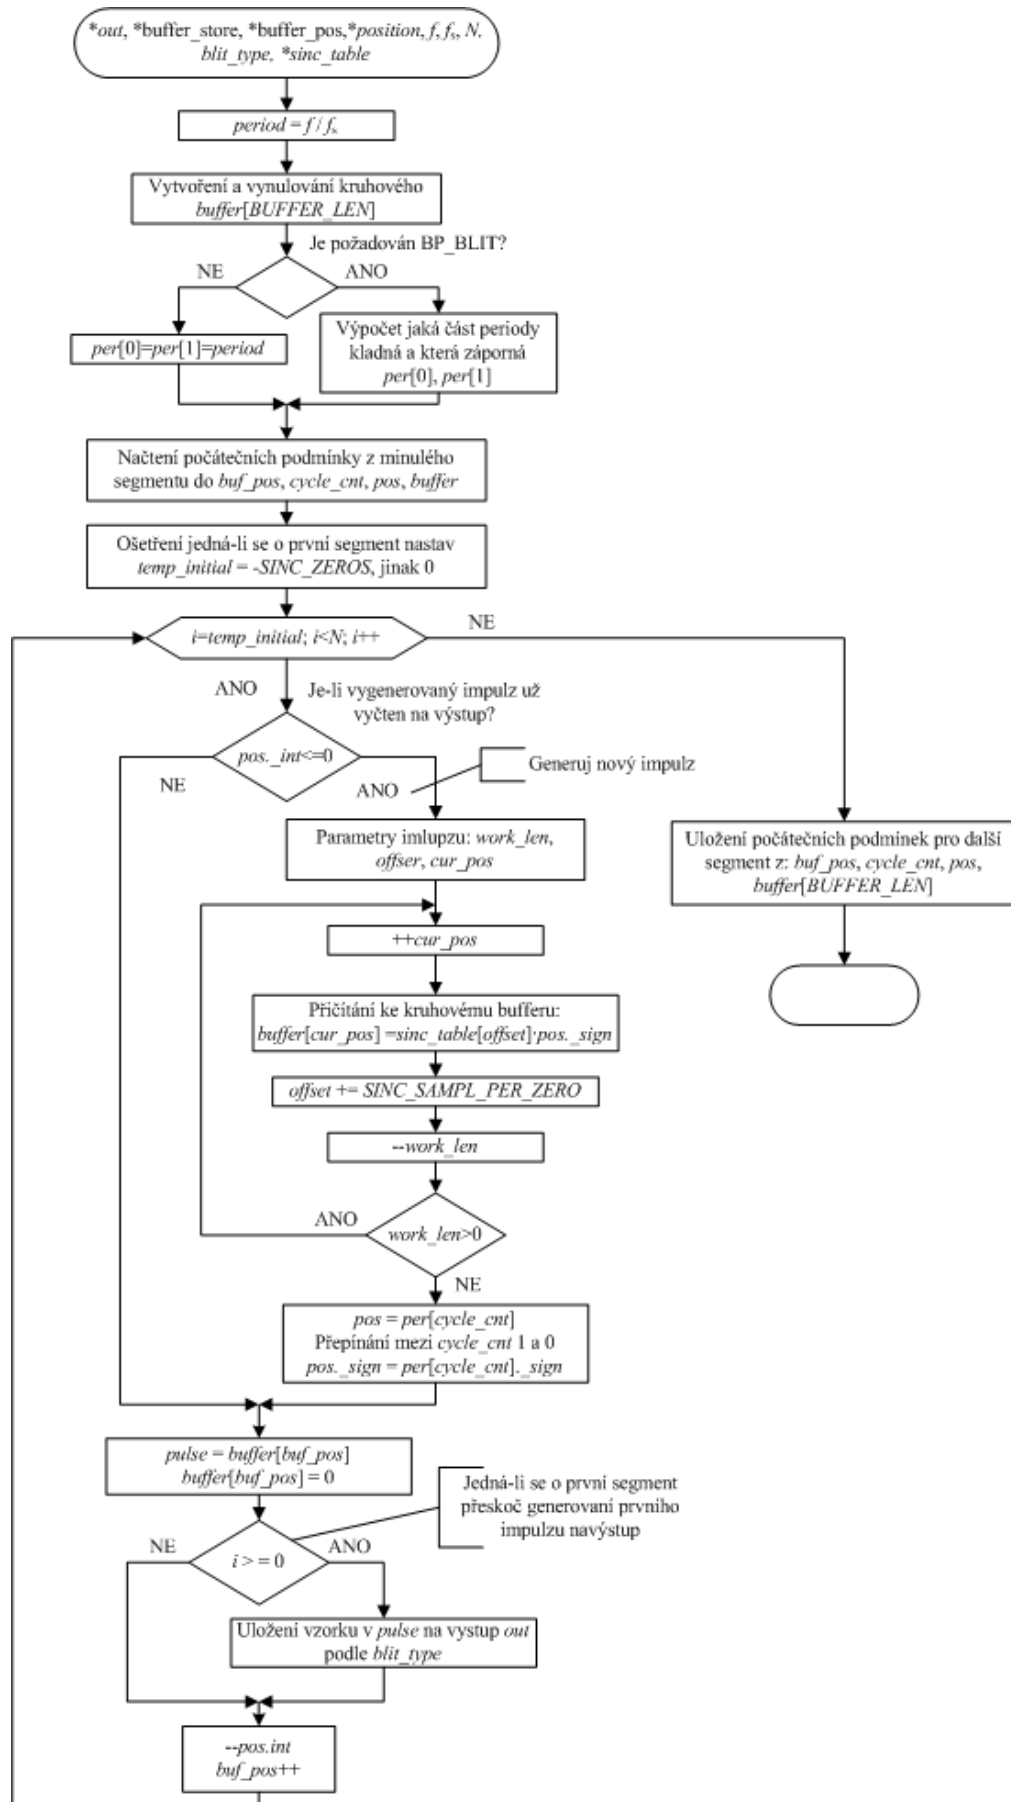 *out, *buffer_store, *buffer_pos,*position, f, fs, N,
blit_type, *sinc_table
period = f / fs
Vytvoření a vynulování kruhového
buffer[BUFFER_LEN]
Je požadován BP_BLIT?
NE
ANO
per[0]=per[1]=period
Výpočet jaká část periody
kladná a která záporná
per[0], per[1]
Načtení počátečních podmínky z minulého
segmentu do buf_pos, cycle_cnt, pos, buffer
Ošetření jedná-li se o první segment nastav
temp_initial = -SINC_ZEROS, jinak 0
i=temp_initial; i<N; i++
NE
ANO
Je-li vygenerovaný impulz už
vyčten na výstup?
pos._int<=0
NE
ANO
Generuj nový impulz
Parametry imlupzu: work_len,
offser, cur_pos
Uložení počátečních podmínek pro další
segment z: buf_pos, cycle_cnt, pos,
buffer[BUFFER_LEN]
++cur_pos
Přičítání ke kruhovému bufferu:
buffer[cur_pos] =sinc_table[offset]·pos._sign
offset += SINC_SAMPL_PER_ZERO
--work_len
ANO
work_len>0
NE
pos = per[cycle_cnt]
Přepínání mezi cycle_cnt 1 a 0
pos._sign = per[cycle_cnt]._sign
pulse = buffer[buf_pos]
buffer[buf_pos] = 0
Jedná-li se o první segment
přeskoč generovaní prvního
impulzu navýstup
NE
i > = 0
ANO
Uložení vzorku v pulse na vystup out
podle blit_type
--pos.int
buf_pos++